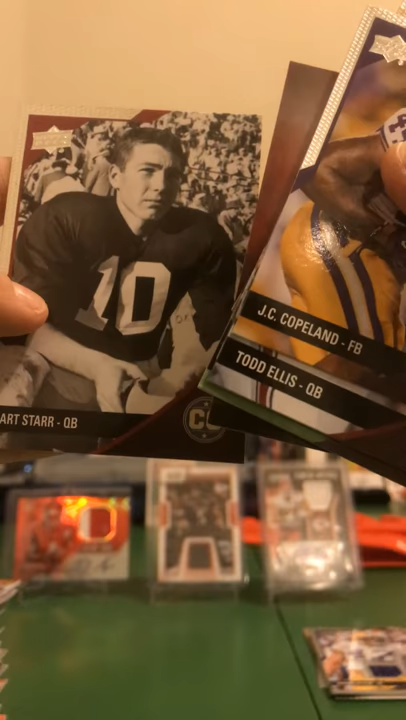 10
ART STARR - QB
J.C. COPELAND - FB
TODD ELLIS - QB